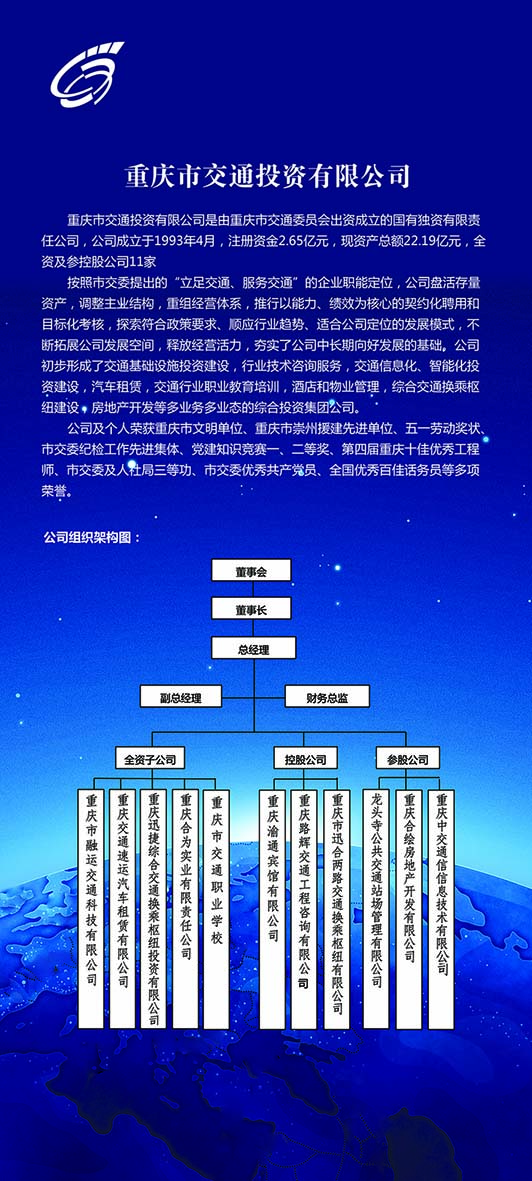 重庆市交通投资有限公司
重庆市交通投资有限公司是由重庆市交通委员会出资成立的国有独资有限责
任公司，公司成立于1993年4月，注册资金2.65亿元，现资产总额22.19亿元，全
资及参控股公司11家
按照市交委提出的“立足交通、服务交通”的企业职能定位，公司盘活存量
资产，调整主业结构，重组经营体系，推行以能力、绩效为核心的契约化聘用和
目标化考核，探索符合政策要求、顺应行业趋势、适合公司定位的发展模式，不
断拓展公司发展空间，释放经营活力，夯实了公司中长期向好发展的基础。公司
初步形成了交通基础设施投资建设，行业技术咨询服务，交通信息化、智能化投
资建设，汽车租赁，交通行业职业教育培训，酒店和物业管理，综合交通换乘枢
纽建设，房地产开发等多业务多业态的综合投资集团公司。
公司及个人荣获重庆市文明单位、重庆市崇州援建先进单位、五一劳动奖状、
市交委纪检工作先进集体、党建知识竞赛一、二等奖、第四届重庆十佳优秀工程
师、市交委及人社局三等功、市交委优秀共产党员、全国优秀百佳话务员等多项
荣誉。
公司组织架构图：
董事会
董事长
总经理
副总经理
财务总监
全资子公司
控股公司
参股公司
重庆市融运交通科技有限公司
重庆交通速运汽车租赁有限公司
重庆迅捷综合交通换乘枢纽投资有限公司
重庆合为实业有限责任公司
重庆市交通职业学校
重庆渝通宾馆有限公司
重庆路辉交通工程咨询有限公司
重庆市迅合两路交通换乘枢纽有限公司
龙头寺公共交通站场管理有限公司
重庆合绘房地产开发有限公司
重庆中交通信信息技术有限公司